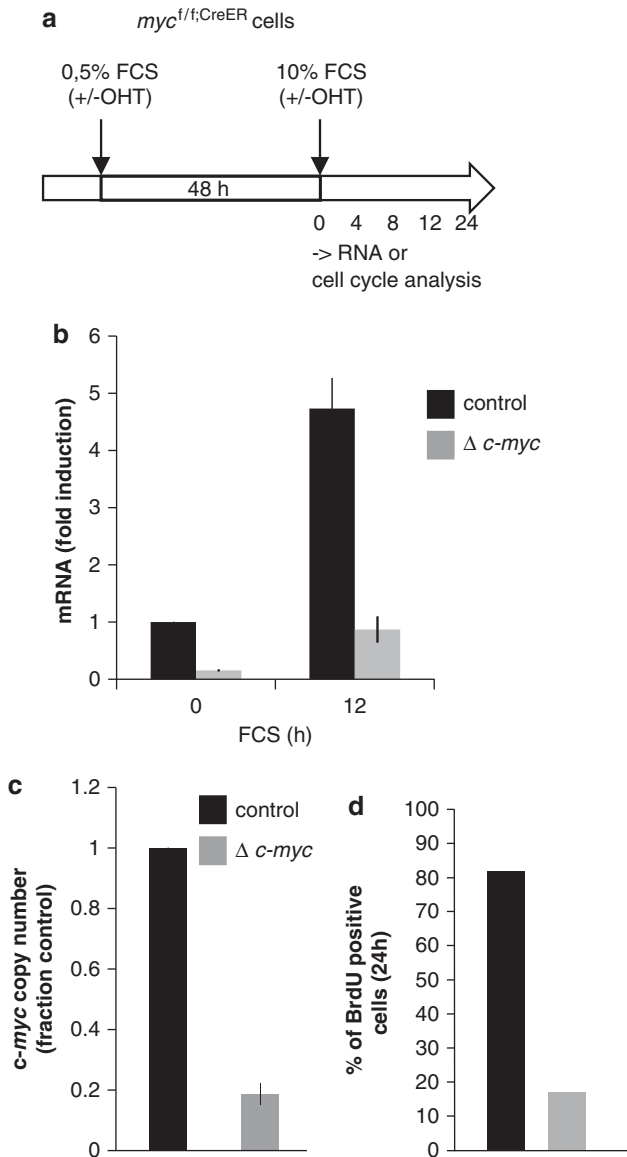 a
myc^f/f;CreER cells
0,5% FCS
(+/-OHT)
10% FCS
(+/-OHT)
48 h
0 4 8 12 24
-> RNA or
cell cycle analysis
b
6
5
4
3
2
1
0
mRNA (fold induction)
control
Δ c-myc
0 12
FCS (h)
c
1.2
1
0.8
0.6
0.4
0.2
0
c-myc copy number
(fraction control)
control
Δ c-myc
d
100
90
80
70
60
50
40
30
20
10
0
% of BrdU positive
cells (24h)